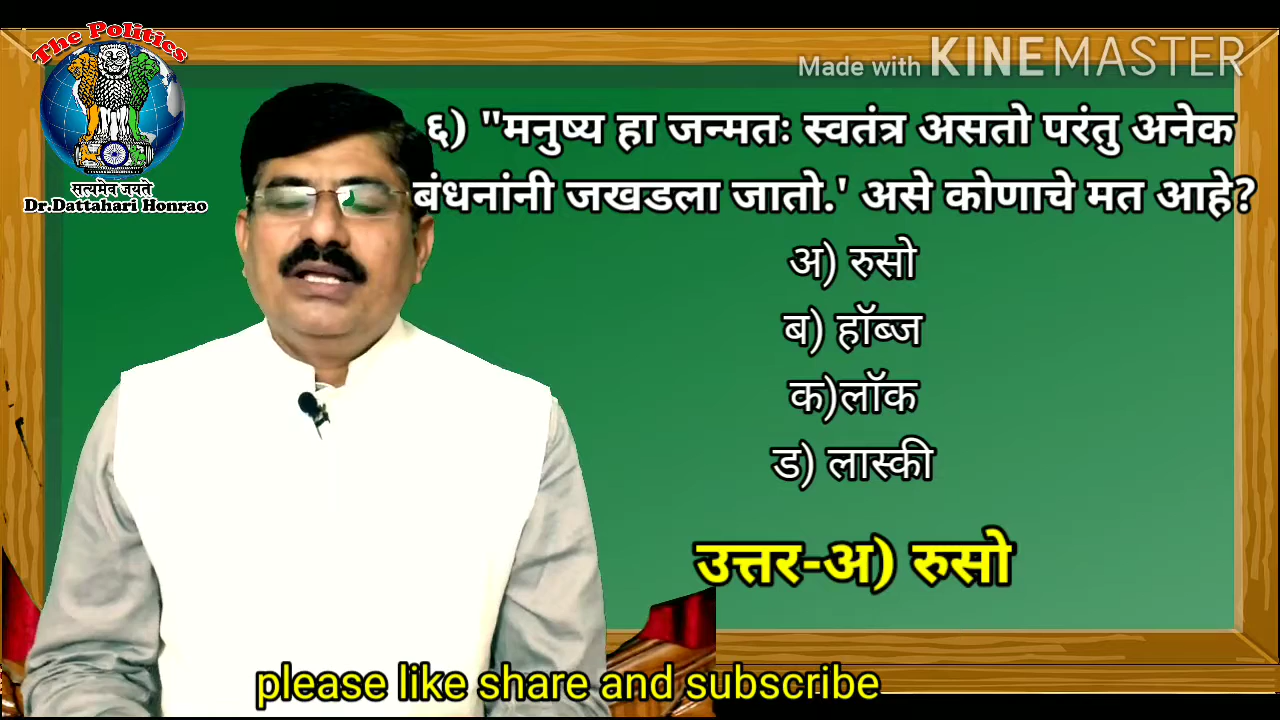 The Politics
सत्यमेव जयते
Dr.Dattahari Honrao
Made with KINEMASTER
६) "मनुष्य हा जन्मतः स्वतंत्र असतो परंतु अनेक
बंधनांनी जखडला जातो.' असे कोणाचे मत आहे?
अ) रुसो
ब) हॉब्ज
क)लॉक
ड) लास्की
उत्तर-अ) रुसो
please like share and subscribe